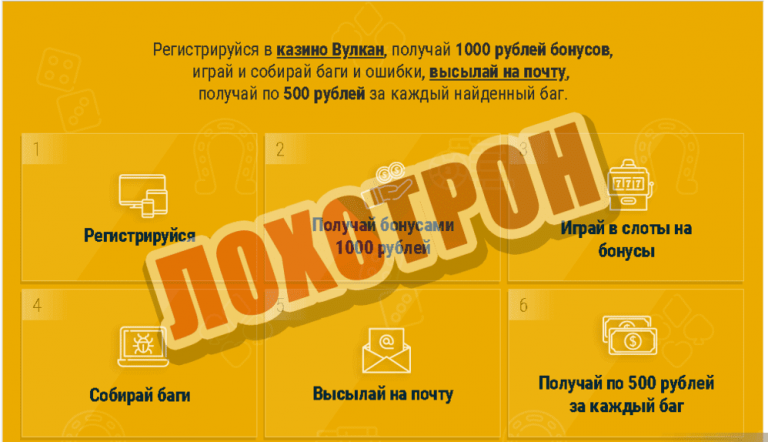 Регистрируйся в казино Вулкан, получай 1000 рублей бонусов,
играй и собирай баги и ошибки, высылай на почту,
получай по 500 рублей за каждый найденный баг.
1
Регистрируйся
2
Получай бонусами
1000 рублей
3
777
Играй в слоты на
бонусы
ЛОХОТРОН
4
Собирай баги
5
@
Высылай на почту
6
$
Получай по 500 рублей
за каждый баг